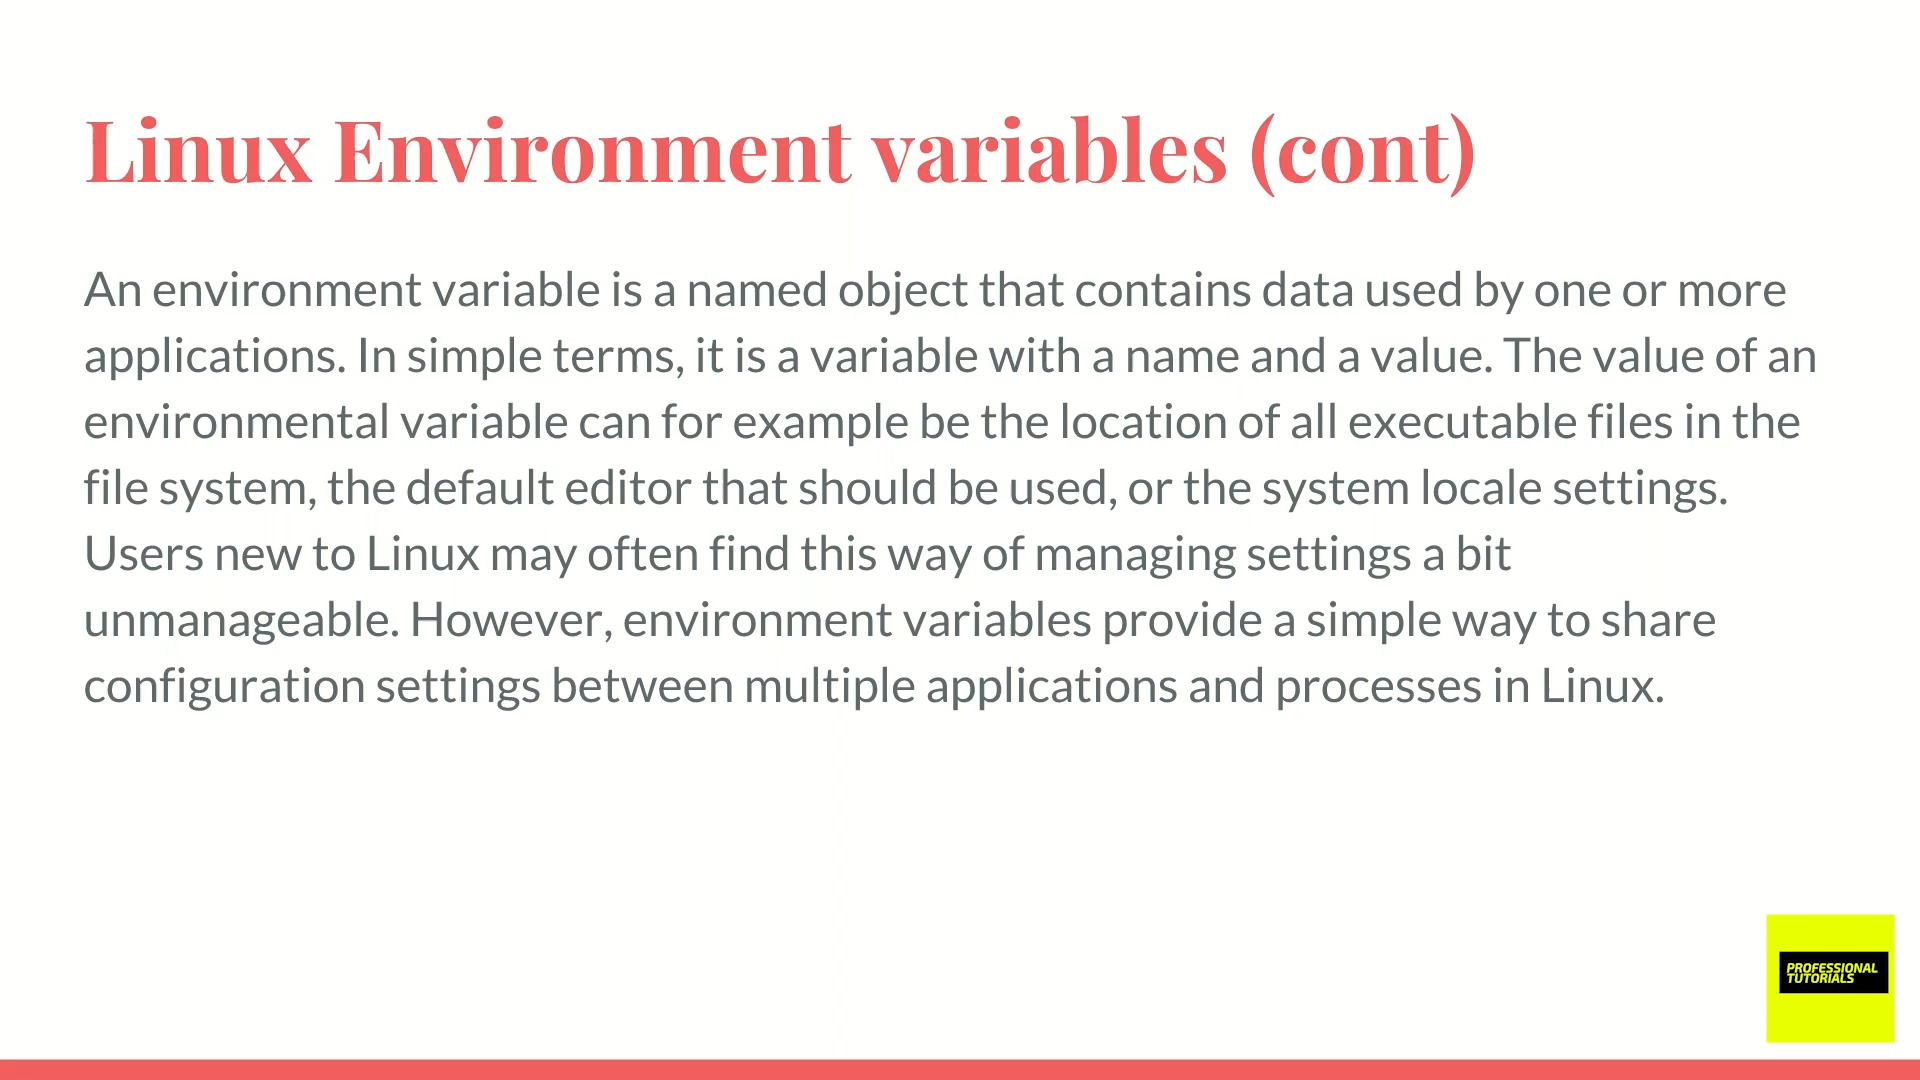 Linux Environment variables (cont)
An environment variable is a named object that contains data used by one or more
applications. In simple terms, it is a variable with a name and a value. The value of an
environmental variable can for example be the location of all executable files in the
file system, the default editor that should be used, or the system locale settings.
Users new to Linux may often find this way of managing settings a bit
unmanageable. However, environment variables provide a simple way to share
configuration settings between multiple applications and processes in Linux.
PROFESSIONAL
TUTORIALS